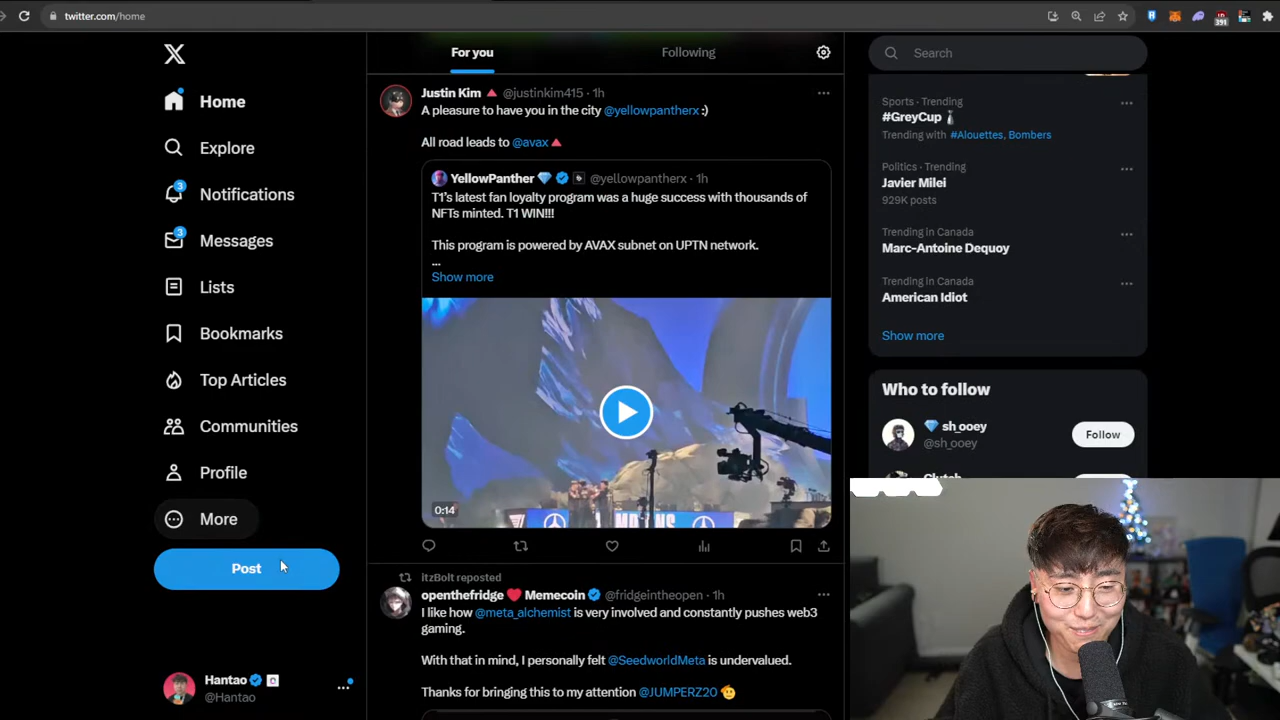 twitter.com/home
391
Home
Explore
3
Notifications
3
Messages
Lists
Bookmarks
Top Articles
Communities
Profile
More
Post
Hantao
@Hantao
For you
Following
Justin Kim 🔺 @justinkim415 · 1h
A pleasure to have you in the city @yellowpantherx :)
All road leads to @avax🔺
YellowPanther 💎 @yellowpantherx · 1h
T1's latest fan loyalty program was a huge success with thousands of
NFTs minted. T1 WIN!!!
This program is powered by AVAX subnet on UPTN network.
...
Show more
0:14
ItzBolt reposted
openthefridge ❤️ Memecoin @fridgeintheopen · 1h
I like how @meta_alchemist is very involved and constantly pushes web3
gaming.
With that in mind, I personally felt @SeedworldMeta is undervalued.
Thanks for bringing this to my attention @JUMPERZ20 🫡
Search
Sports · Trending
#GreyCup
Trending with #Alouettes, Bombers
Politics · Trending
Javier Milei
929K posts
Trending in Canada
Marc-Antoine Dequoy
Trending in Canada
American Idiot
Show more
Who to follow
💎 sh_ooey
@sh_ooey
Follow